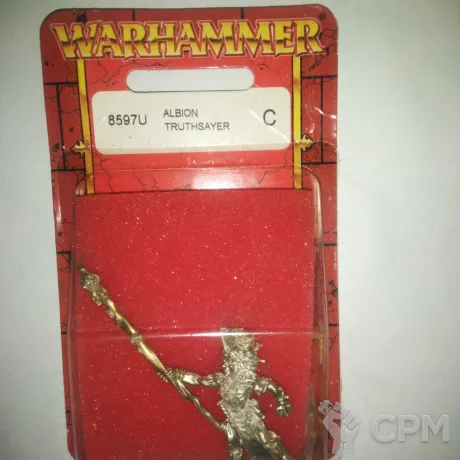 WARHAMMER
8597U ALBION C
TRUTHSAYER
CPM